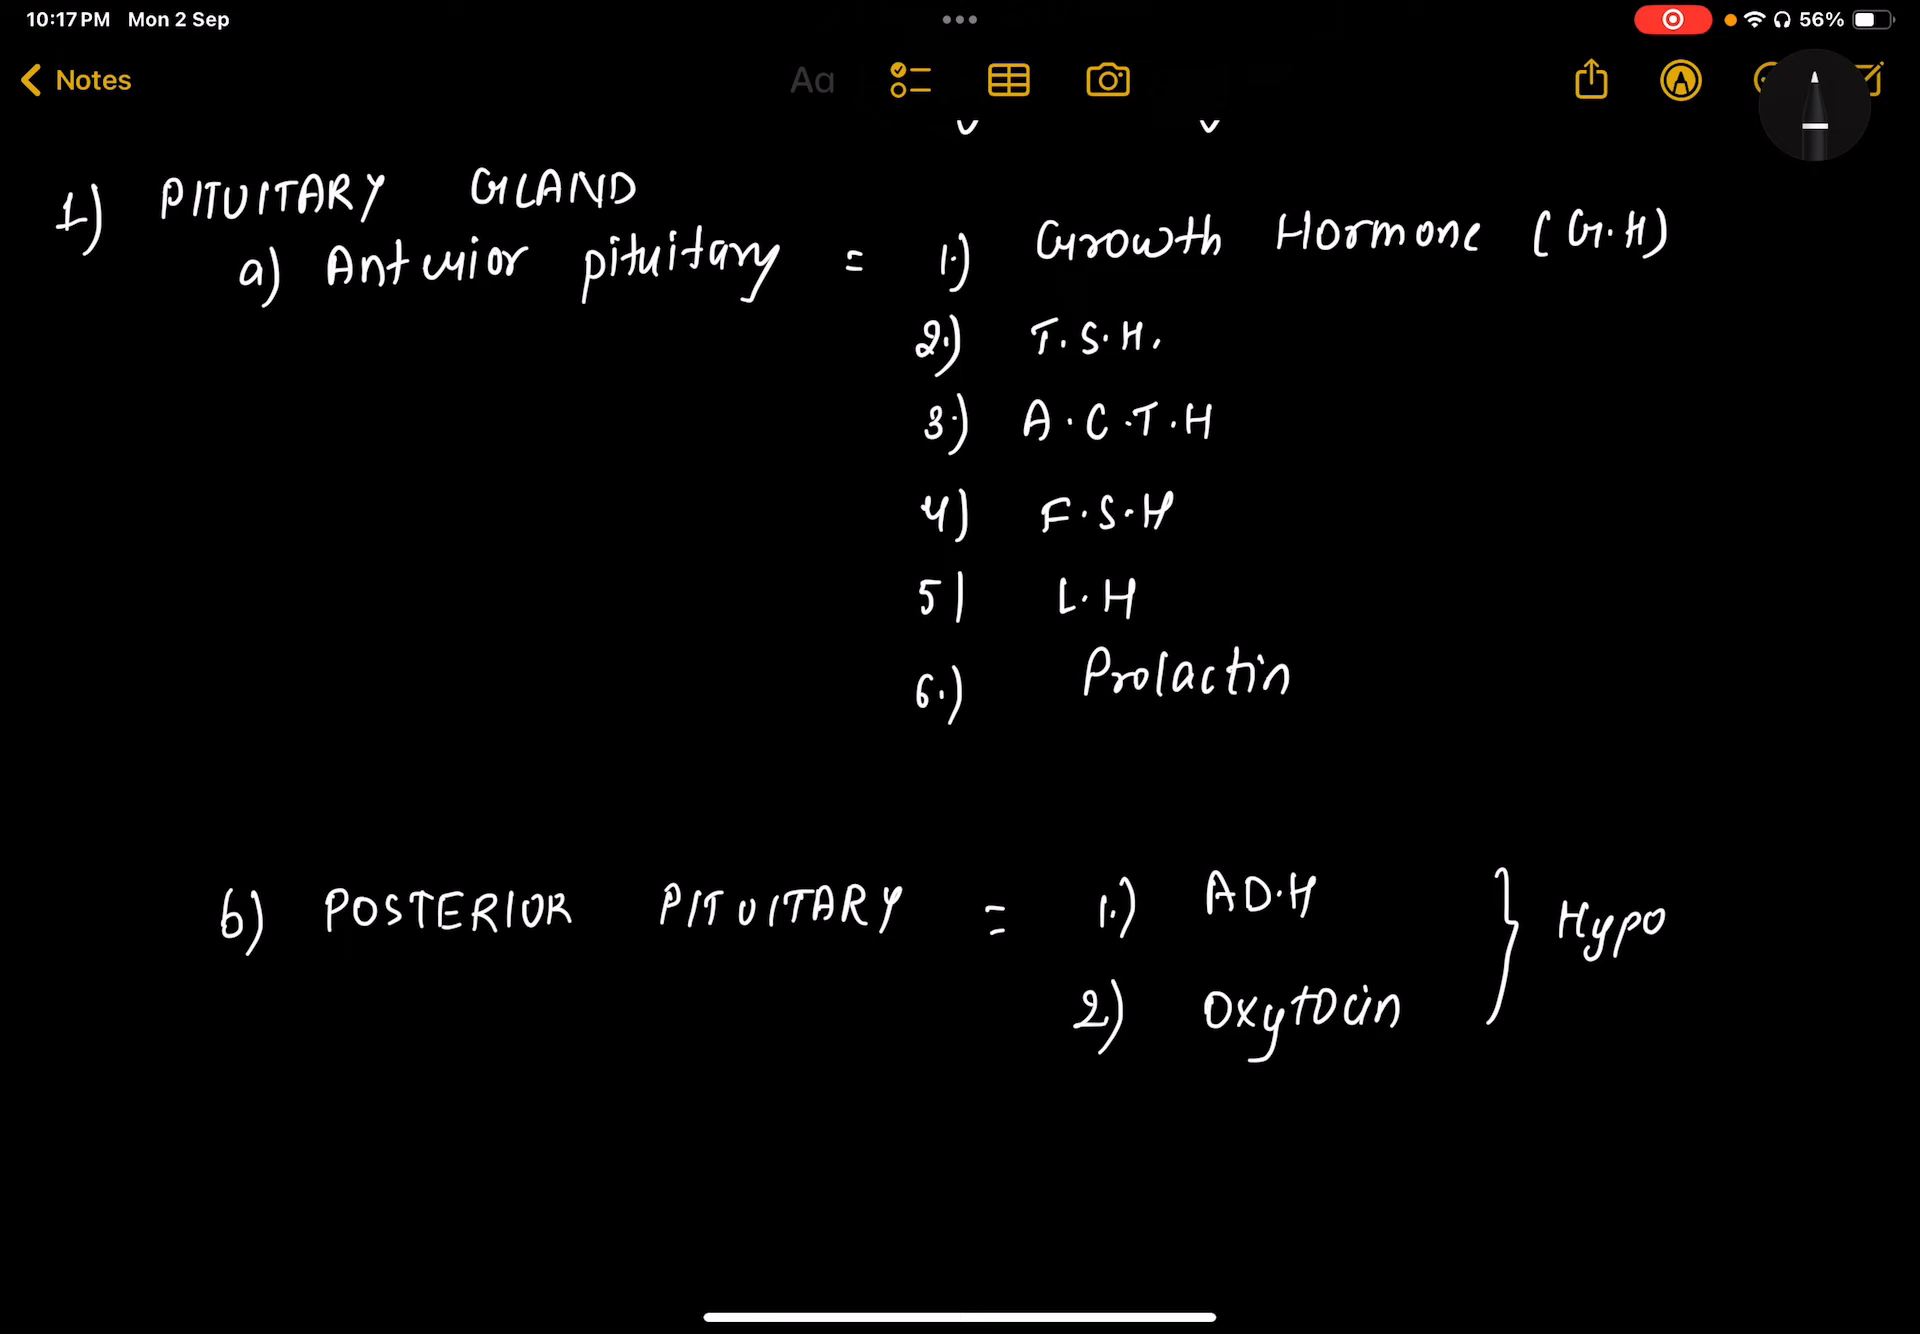 10:17 PM Mon 2 Sep
56%
Notes
Aa
1) PITUITARY GLAND
a) Anterior pituitary = 1.) Growth Hormone (G.H)
2.) T.S.H.
3.) A.C.T.H
4) F.S.H
5) L.H
6.) Prolactin
b) POSTERIOR PITUITARY = 1.) AD.H
2) Oxytocin
} Hypo